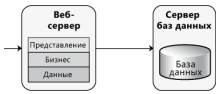 Веб-
сервер
Представление
Бизнес
Данные
Сервер
баз данных
База
данных